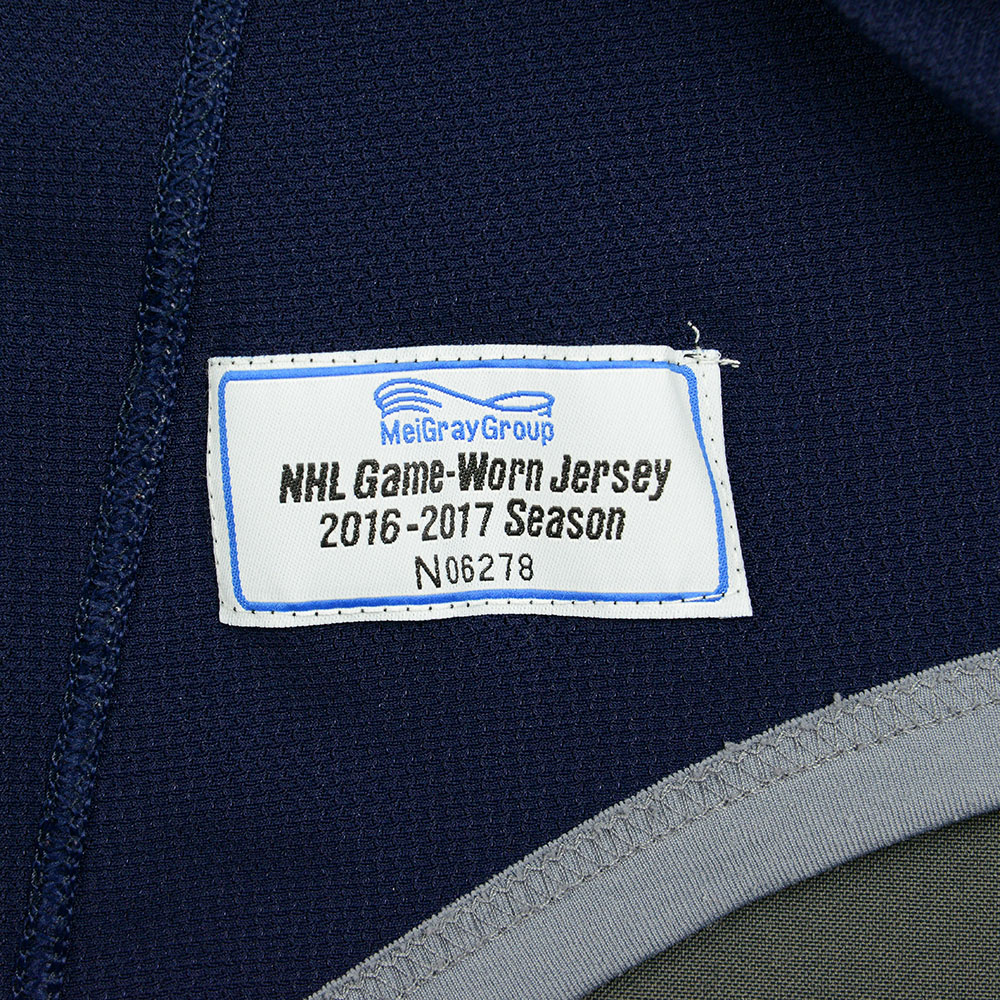 MeiGrayGroup
NHL Game-Worn Jersey
2016-2017 Season
N06278